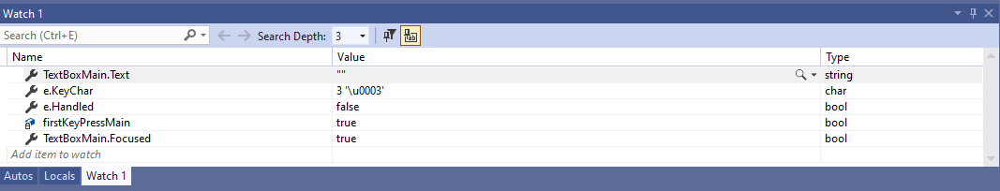 Watch 1
Search (Ctrl+E) Search Depth: 3
Name Value Type
TextBoxMain.Text "" string
e.KeyChar 3 '\u0003' char
e.Handled false bool
firstKeyPressMain true bool
TextBoxMain.Focused true bool
Add item to watch
Autos Locals Watch 1